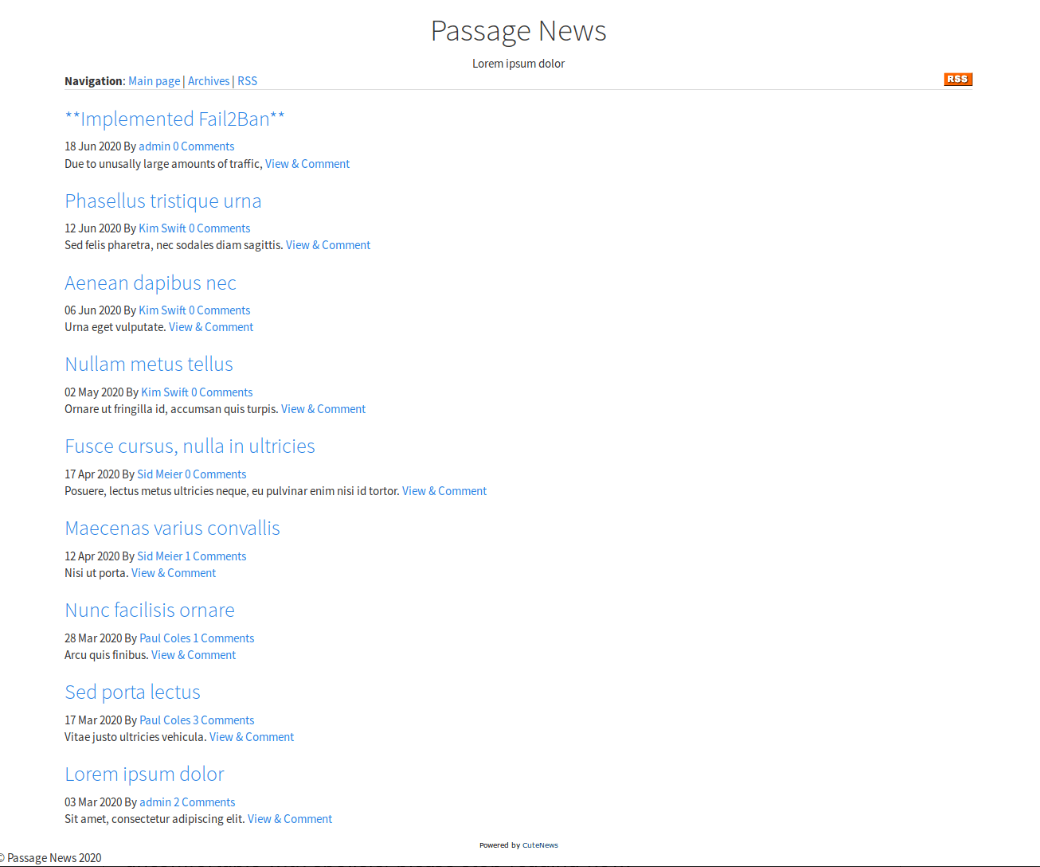 Passage News
Lorem ipsum dolor
Navigation: Main page | Archives | RSS
RSS
**Implemented Fail2Ban**
18 Jun 2020 By admin 0 Comments
Due to unusally large amounts of traffic, View & Comment
Phasellus tristique urna
12 Jun 2020 By Kim Swift 0 Comments
Sed felis pharetra, nec sodales diam sagittis. View & Comment
Aenean dapibus nec
06 Jun 2020 By Kim Swift 0 Comments
Urna eget vulputate. View & Comment
Nullam metus tellus
02 May 2020 By Kim Swift 0 Comments
Ornare ut fringilla id, accumsan quis turpis. View & Comment
Fusce cursus, nulla in ultricies
17 Apr 2020 By Sid Meier 0 Comments
Posuere, lectus metus ultricies neque, eu pulvinar enim nisi id tortor. View & Comment
Maecenas varius convallis
12 Apr 2020 By Sid Meier 1 Comments
Nisi ut porta. View & Comment
Nunc facilisis ornare
28 Mar 2020 By Paul Coles 1 Comments
Arcu quis finibus. View & Comment
Sed porta lectus
17 Mar 2020 By Paul Coles 3 Comments
Vitae justo ultricies vehicula. View & Comment
Lorem ipsum dolor
03 Mar 2020 By admin 2 Comments
Sit amet, consectetur adipiscing elit. View & Comment
Powered by CuteNews
© Passage News 2020